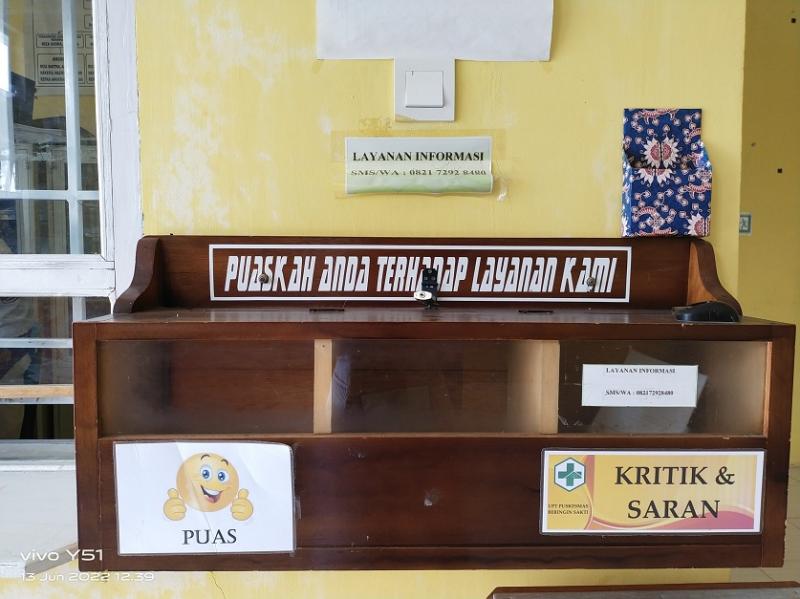 LAYANAN INFORMASI
SMS/WA : 0821 7292 8480
PUASKAH ANDA TERHADAP LAYANAN KAMI
LAYANAN INFORMASI
SMS/WA : 082172928480
PUAS
KRITIK &
SARAN
UPT PUSKESMAS
BERINGIN SAKTI
vivo Y51
13 Jun 2022 12.39